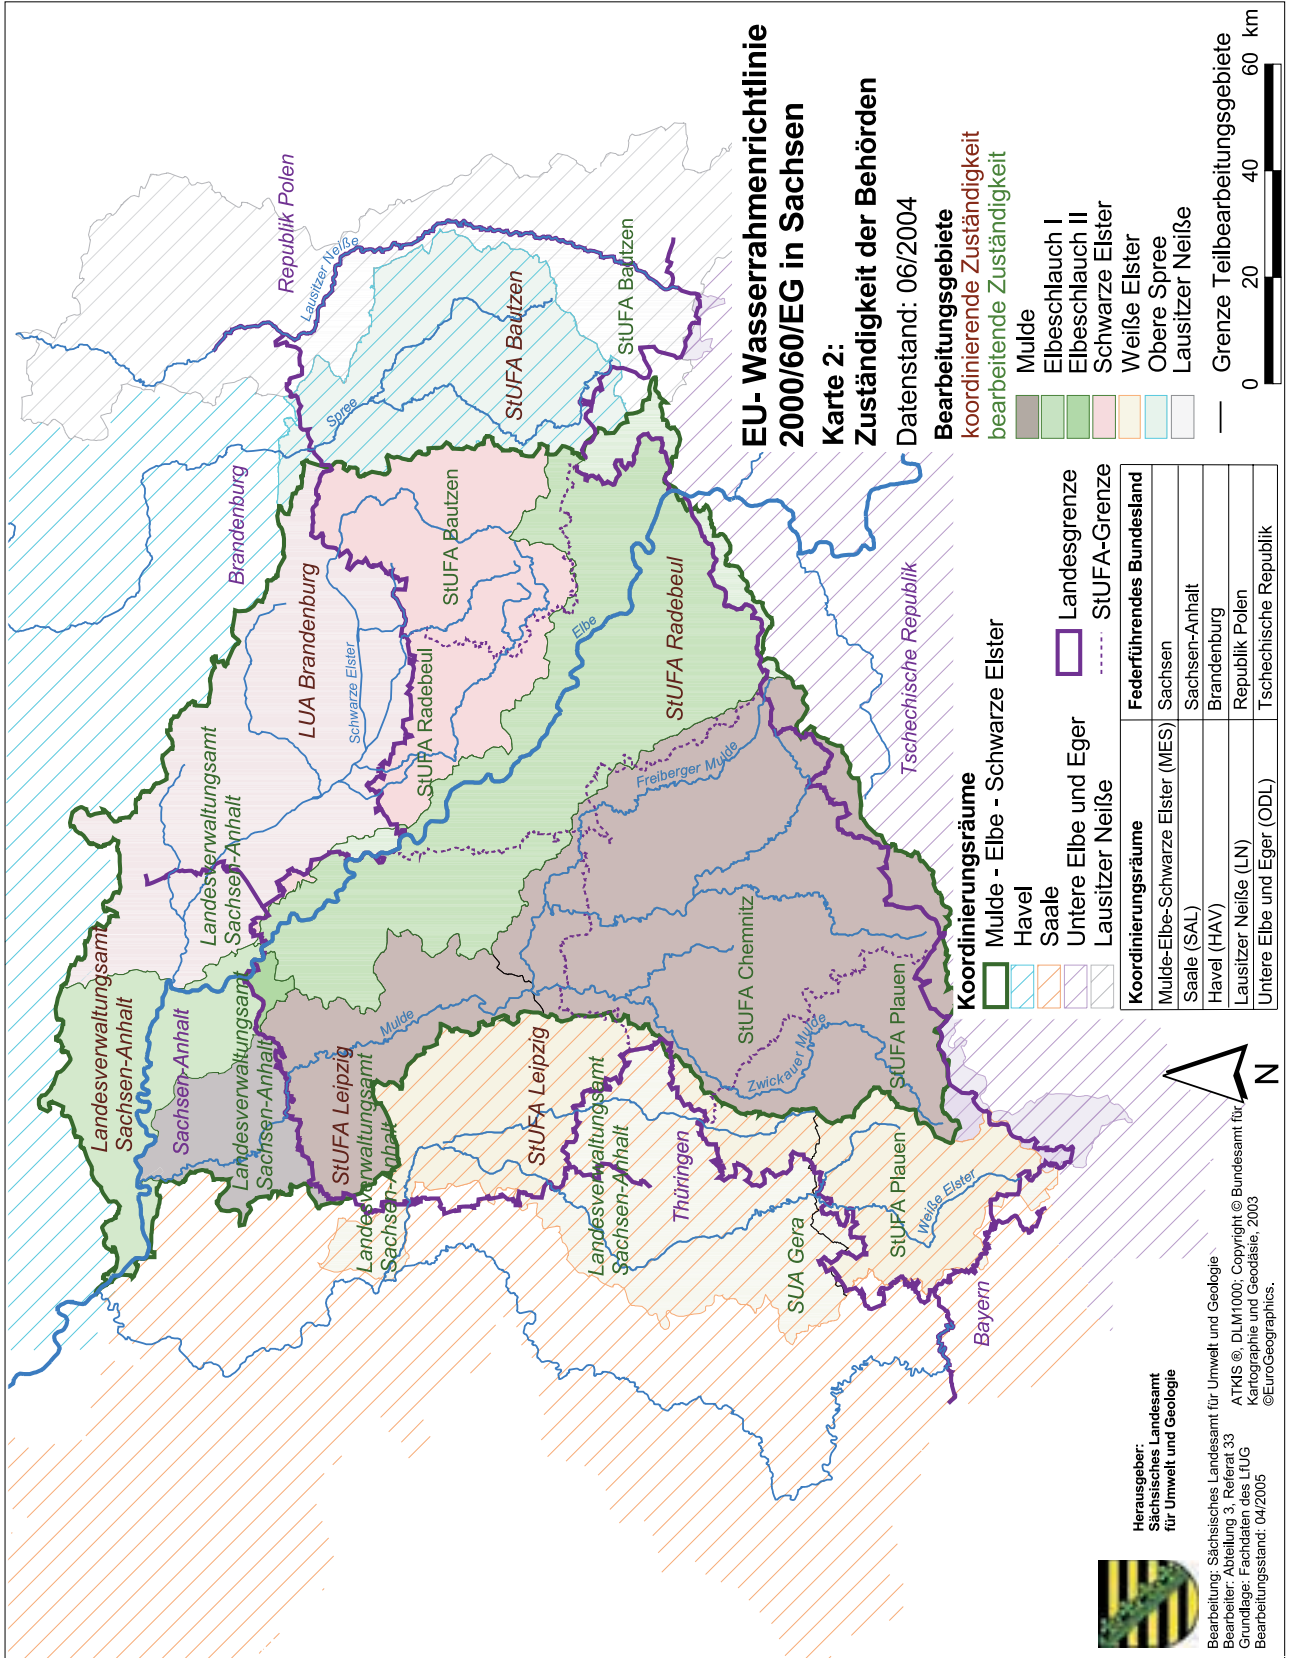 EU- Wasserrahmenrichtlinie
2000/60/EG in Sachsen
Karte 2:
Zuständigkeit der Behörden
Datenstand: 06/2004
Bearbeitungsgebiete
koordinierende Zuständigkeit
bearbeitende Zuständigkeit
Mulde
Elbeschlauch I
Elbeschlauch II
Schwarze Elster
Weiße Elster
Obere Spree
Lausitzer Neiße
Grenze Teilbearbeitungsgebiete
0 20 40 60 km
Koordinierungsräume
Mulde - Elbe - Schwarze Elster
Havel
Saale
Untere Elbe und Eger
Lausitzer Neiße
Landesgrenze
StUFA-Grenze
Koordinierungsräume Federführendes Bundesland
Mulde-Elbe-Schwarze Elster (MES) Sachsen
Saale (SAL) Sachsen-Anhalt
Havel (HAV) Brandenburg
Lausitzer Neiße (LN) Republik Polen
Untere Elbe und Eger (ODL) Tschechische Republik
N
Herausgeber:
Sächsisches Landesamt
für Umwelt und Geologie
Bearbeitung: Sächsisches Landesamt für Umwelt und Geologie
Bearbeiter: Abteilung 3, Referat 33
Grundlage: Fachdaten des LfUG
Bearbeitungsstand: 04/2005
ATKIS ®, DLM1000; Copyright © Bundesamt für
Kartographie und Geodäsie, 2003
©EuroGeographics.
Landesverwaltungsamt
Sachsen-Anhalt
Sachsen-Anhalt
Landesverwaltungsamt
Sachsen-Anhalt
Landesverwaltungsamt
Sachsen-Anhalt
LUA Brandenburg
Brandenburg
Republik Polen
Lausitzer Neiße
Spree
StUFA Bautzen
StUFA Bautzen
StUFA Bautzen
Schwarze Elster
StUFA Radebeul
Elbe
StUFA Radebeul
Mulde
StUFA Leipzig
Landesverwaltungsamt
Sachsen-Anhalt
StUFA Leipzig
Landesverwaltungsamt
Sachsen-Anhalt
Thüringen
SUA Gera
StUFA Chemnitz
Freiberger Mulde
Zwickauer Mulde
StUFA Plauen
StUFA Plauen
Weiße Elster
Bayern
Tschechische Republik